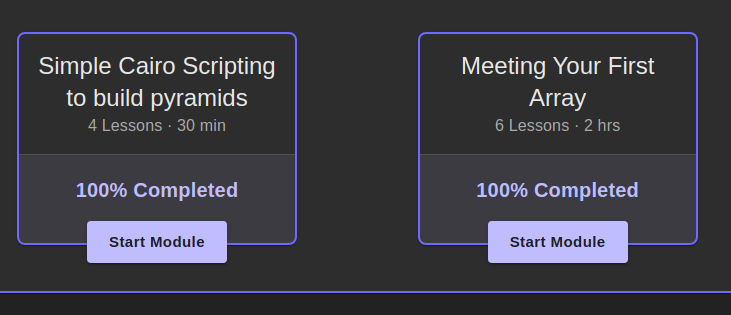 Simple Cairo Scripting
to build pyramids
4 Lessons · 30 min
100% Completed
Start Module
Meeting Your First
Array
6 Lessons · 2 hrs
100% Completed
Start Module